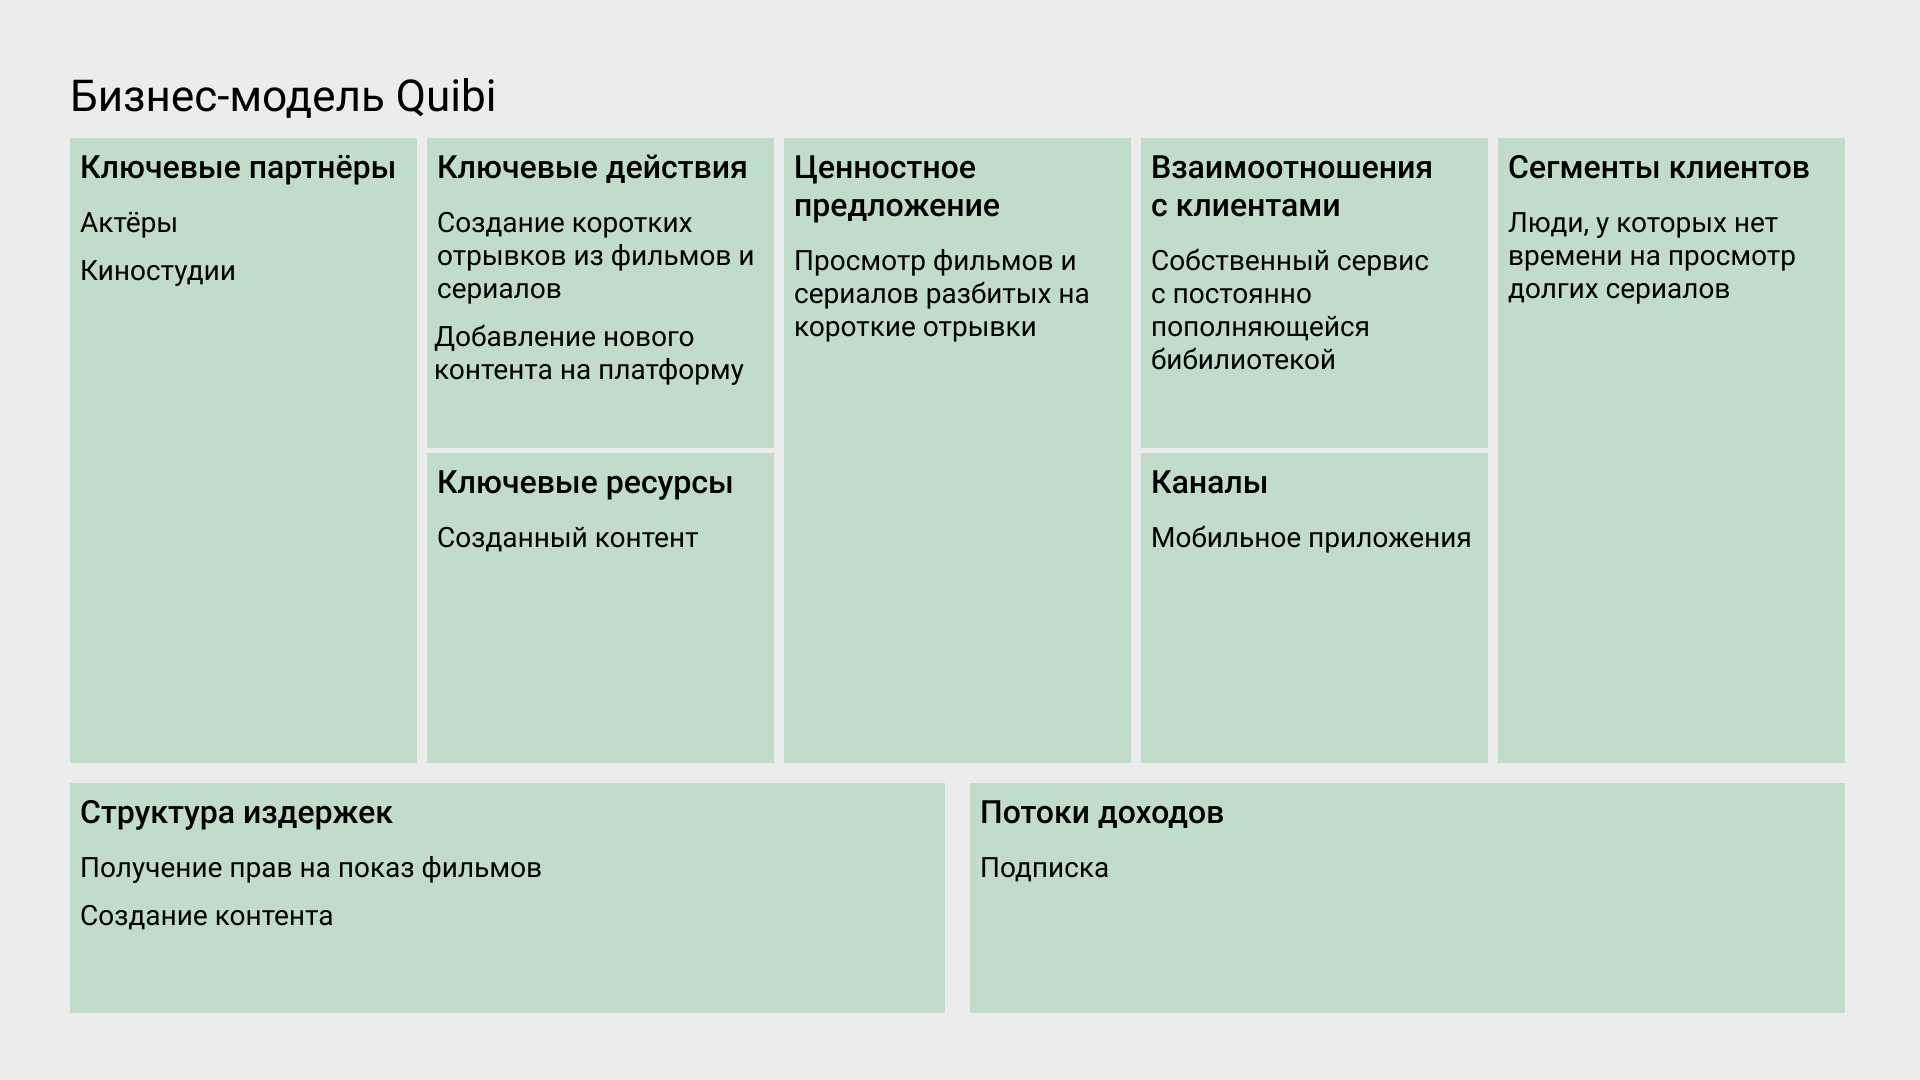 Бизнес-модель Quibi
Ключевые партнёры
Актёры
Киностудии
Ключевые действия
Создание коротких
отрывков из фильмов и
сериалов
Добавление нового
контента на платформу
Ключевые ресурсы
Созданный контент
Ценностное
предложение
Просмотр фильмов и
сериалов разбитых на
короткие отрывки
Взаимоотношения
с клиентами
Собственный сервис
с постоянно
пополняющейся
бибилиотекой
Каналы
Мобильное приложения
Сегменты клиентов
Люди, у которых нет
времени на просмотр
долгих сериалов
Структура издержек
Получение прав на показ фильмов
Создание контента
Потоки доходов
Подписка